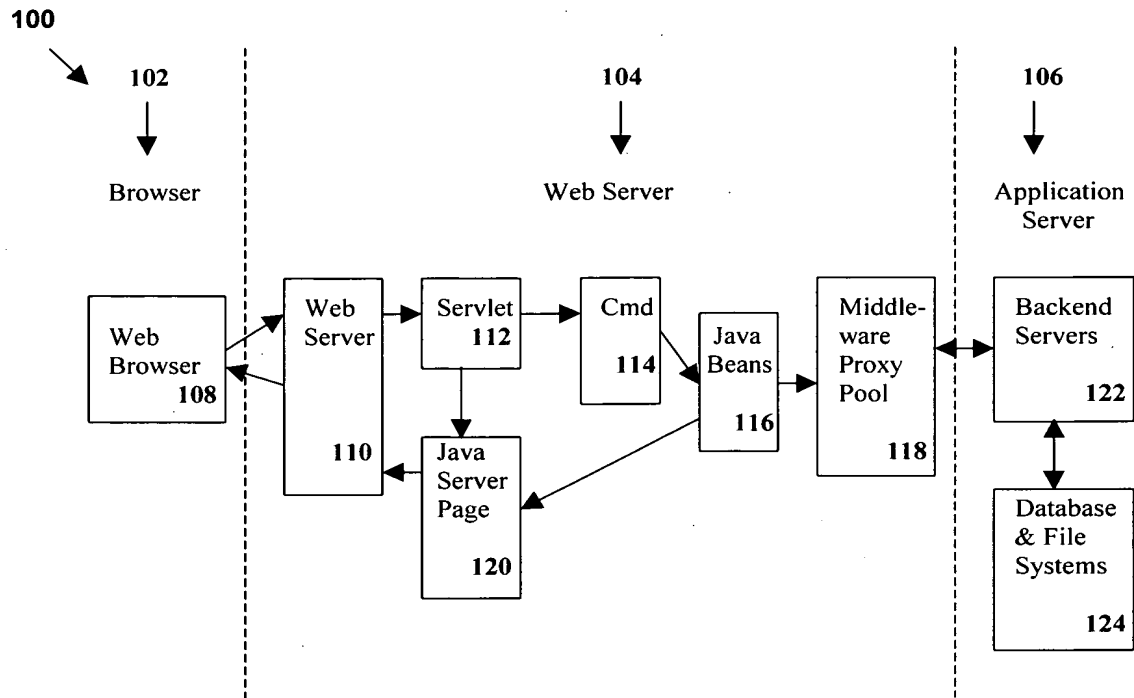 100
102
104
106
Browser
Web Server
Application
Server
Web
Browser
108
Web
Server
110
Servlet
112
Cmd
114
Java
Beans
116
Middle-
ware
Proxy
Pool
118
Backend
Servers
122
Java
Server
Page
120
Database
& File
Systems
124